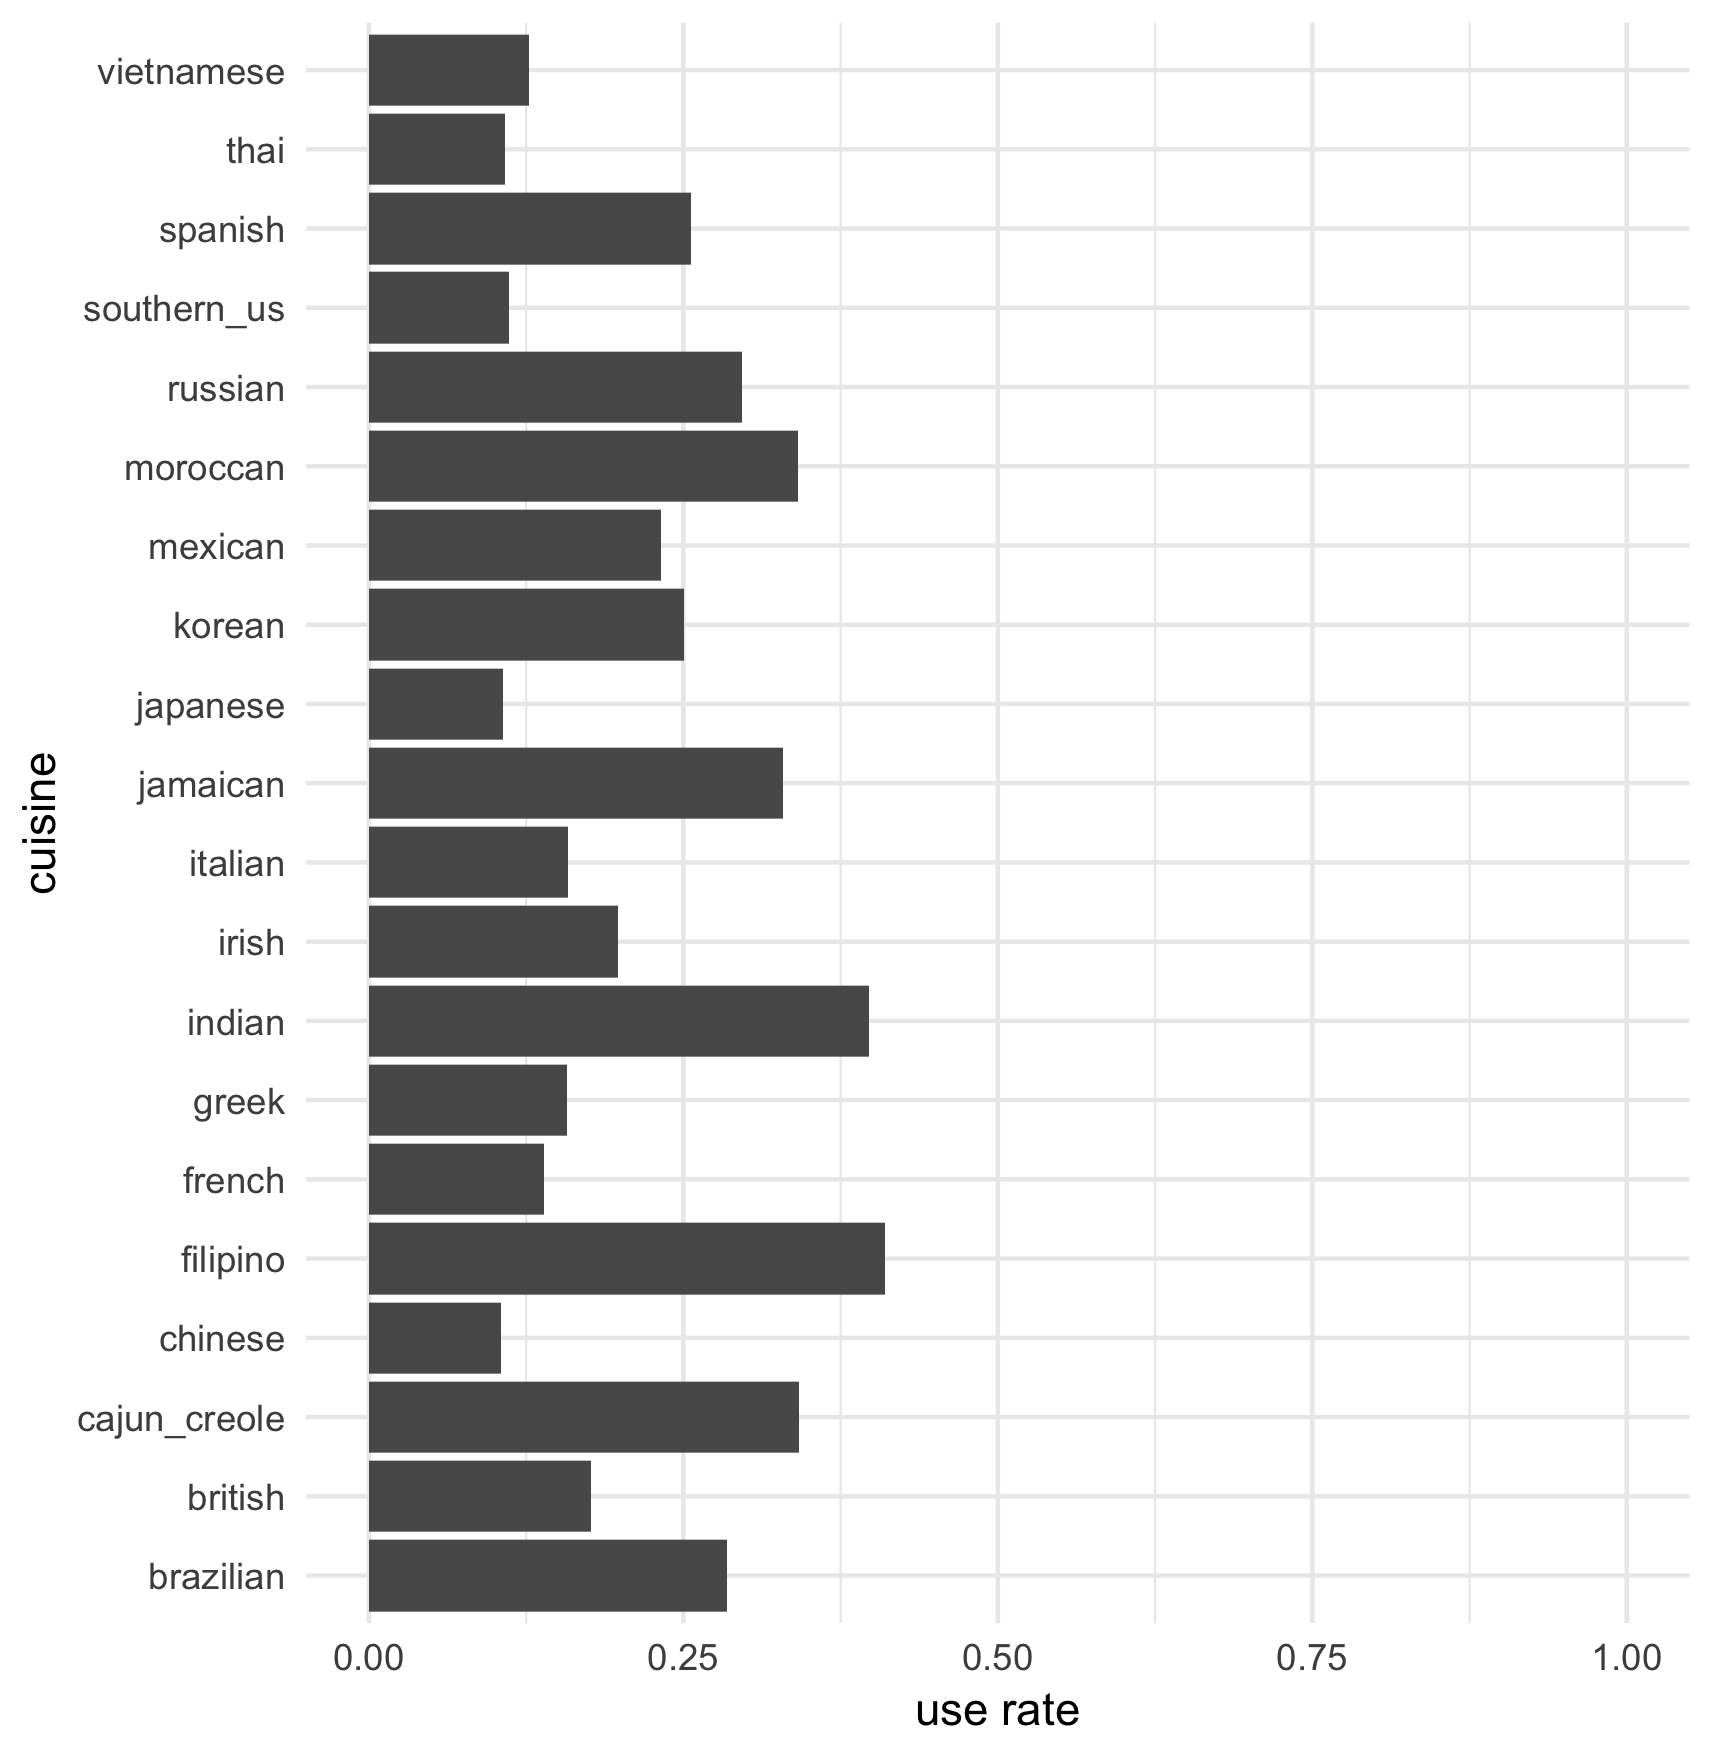 vietnamese
thai
spanish
southern_us
russian
moroccan
mexican
korean
japanese
jamaican
italian
irish
indian
greek
french
filipino
chinese
cajun_creole
british
brazilian
cuisine
0.00 0.25 0.50 0.75 1.00
use rate